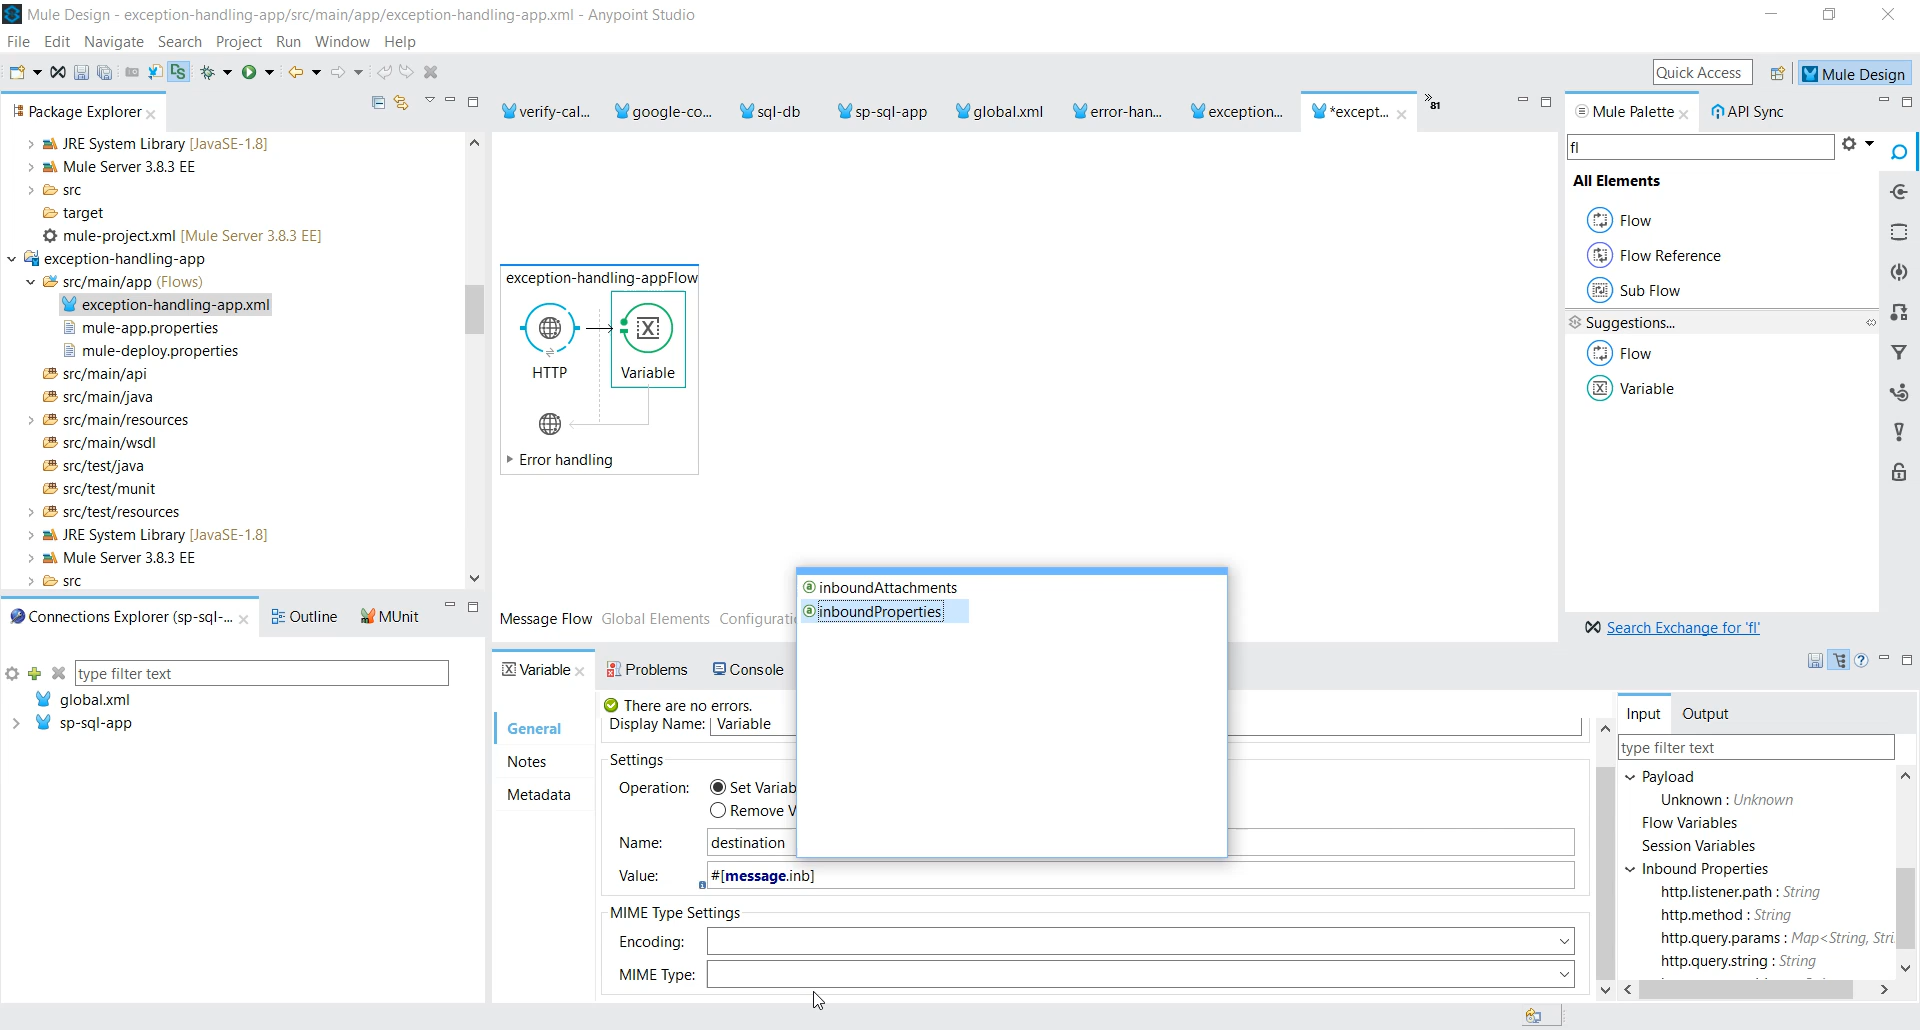 Mule Design - exception-handling-app/src/main/app/exception-handling-app.xml - Anypoint Studio
File Edit Navigate Search Project Run Window Help
Quick Access
Mule Design
Package Explorer
JRE System Library [JavaSE-1.8]
Mule Server 3.8.3 EE
src
target
mule-project.xml [Mule Server 3.8.3 EE]
exception-handling-app
src/main/app (Flows)
exception-handling-app.xml
mule-app.properties
mule-deploy.properties
src/main/api
src/main/java
src/main/resources
src/main/wsdl
src/test/java
src/test/munit
src/test/resources
JRE System Library [JavaSE-1.8]
Mule Server 3.8.3 EE
src
Connections Explorer (sp-sql-... Outline MUnit
type filter text
global.xml
sp-sql-app
verify-cal... google-co... sql-db sp-sql-app global.xml error-han... exception... *except... »81
exception-handling-appFlow
HTTP Variable
Error handling
Message Flow Global Elements Configurati
inboundAttachments
inboundProperties
Variable Problems Console
There are no errors.
General
Notes
Metadata
Display Name: Variable
Settings
Operation: Set Variab
Remove V
Name: destination
Value: #[message.inb]
MIME Type Settings
Encoding:
MIME Type:
Mule Palette API Sync
fl
All Elements
Flow
Flow Reference
Sub Flow
Suggestions...
Flow
Variable
Search Exchange for 'fl'
Input Output
type filter text
Payload
Unknown : Unknown
Flow Variables
Session Variables
Inbound Properties
http.listener.path : String
http.method : String
http.query.params : Map<String, Stri
http.query.string : String